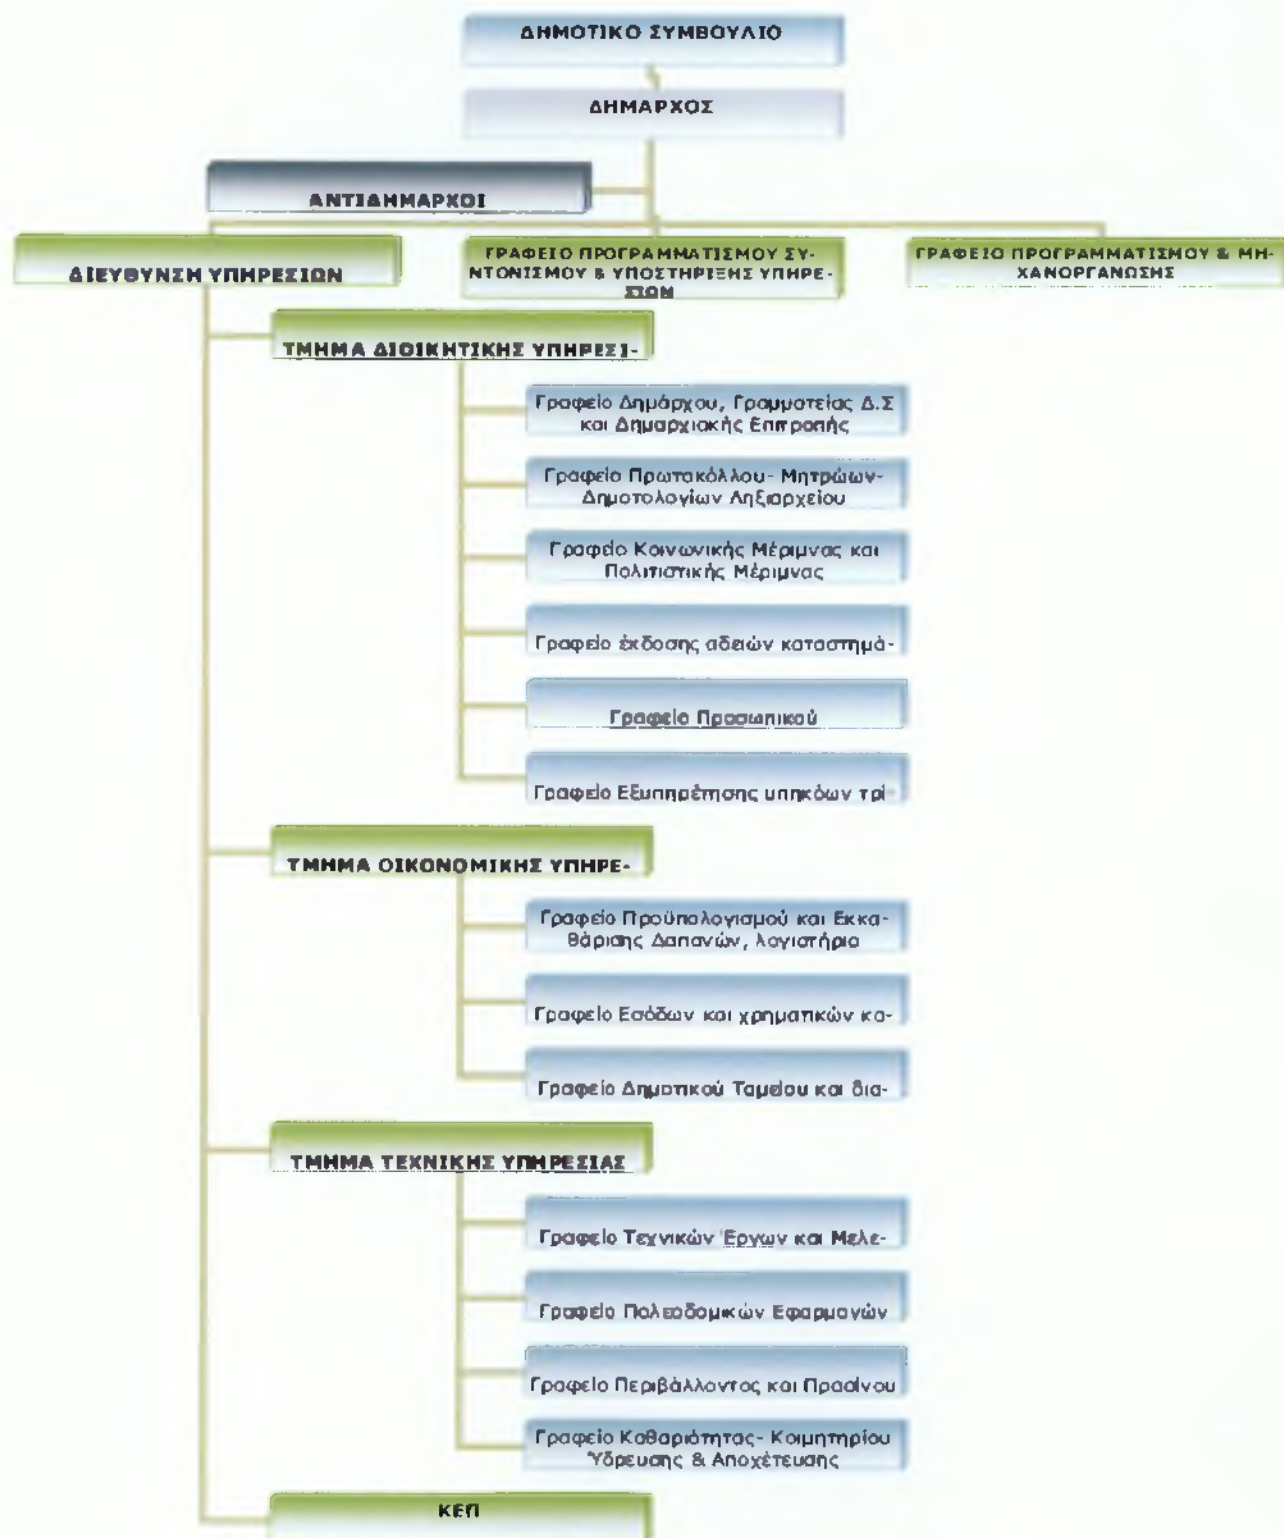 ΔΗΜΟΤΙΚΟ ΣΥΜΒΟΥΛΙΟ
ΔΗΜΑΡΧΟΣ
ΑΝΤΙΔΗΜΑΡΧΟΙ
ΔΙΕΥΘΥΝΣΗ ΥΠΗΡΕΣΙΩΝ
ΓΡΑΦΕΙΟ ΠΡΟΓΡΑΜΜΑΤΙΣΜΟΥ ΣΥ-
ΝΤΟΝΙΣΜΟΥ & ΥΠΟΣΤΗΡΙΞΗΣ ΥΠΗΡΕ-
ΣΙΩΝ
ΓΡΑΦΕΙΟ ΠΡΟΓΡΑΜΜΑΤΙΣΜΟΥ & ΜΗ-
ΧΑΝΟΡΓΑΝΩΣΗΣ
ΤΜΗΜΑ ΔΙΟΙΚΗΤΙΚΗΣ ΥΠΗΡΕΣΙ-
Γραφείο Δημάρχου, Γραμματείας Δ.Σ
και Δημαρχιακής Επιτροπής
Γραφείο Πρωτοκόλλου- Μητρώων-
Δημοτολογίων Ληξιαρχείου
Γραφείο Κοινωνικής Μέριμνας και
Πολιτιστικής Μέριμνας
Γραφείο έκδοσης αδειών καταστημά-
Γραφείο Προσωπικού
Γραφείο Εξυπηρέτησης υπηκόων τρί-
ΤΜΗΜΑ ΟΙΚΟΝΟΜΙΚΗΣ ΥΠΗΡΕ-
Γραφείο Προϋπολογισμού και Εκκα-
θάρισης Δαπανών, λογιστήριο
Γραφείο Εσόδων και χρηματικών κα-
Γραφείο Δημοτικού Ταμείου και δια-
ΤΜΗΜΑ ΤΕΧΝΙΚΗΣ ΥΠΗΡΕΣΙΑΣ
Γραφείο Τεχνικών Έργων και Μελε-
Γραφείο Πολεοδομικών Εφαρμογών
Γραφείο Περιβάλλοντος και Πρασίνου
Γραφείο Καθαριότητας- Κοιμητηρίου
Ύδρευσης & Αποχέτευσης
ΚΕΠ